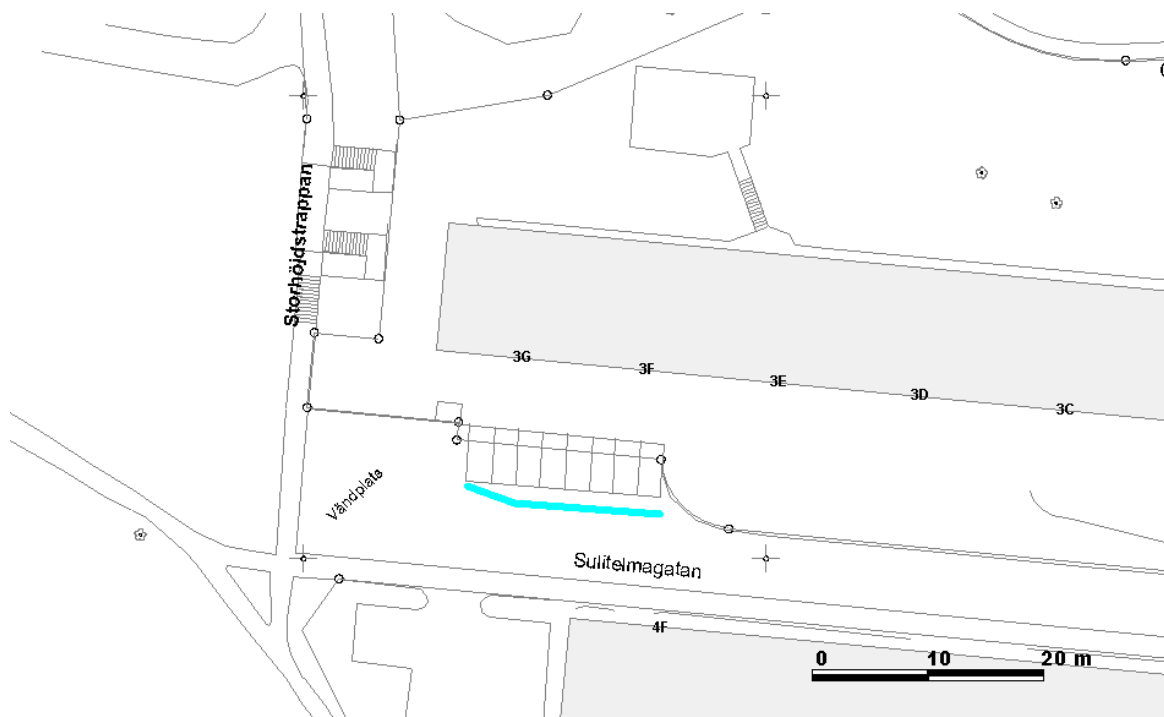 Storhöjdstrappan
3G
3F
3E
3D
3C
Vändplats
Sulitelmagatan
4F
0 10 20 m